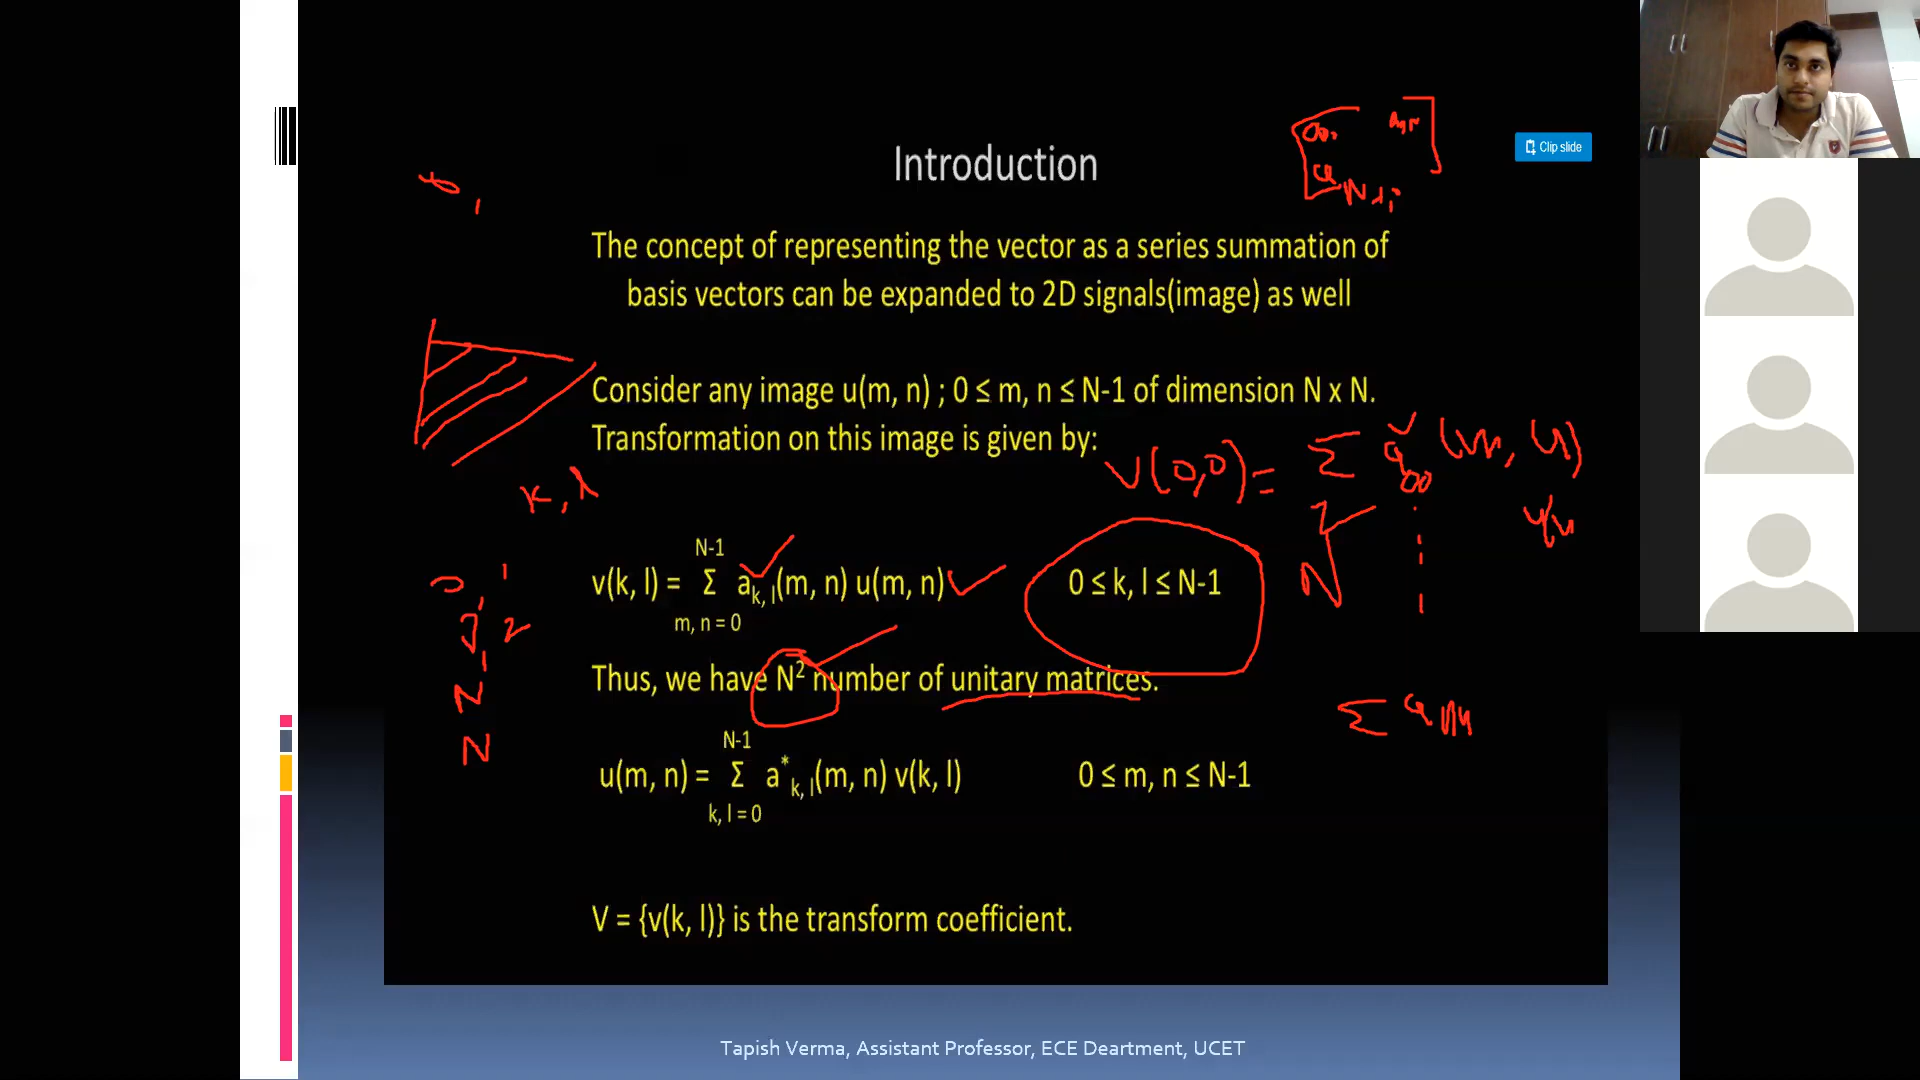 Introduction
Clip slide
The concept of representing the vector as a series summation of
basis vectors can be expanded to 2D signals(image) as well
Consider any image u(m, n) ; 0 ≤ m, n ≤ N-1 of dimension N x N.
Transformation on this image is given by:
V(0,0) = Σ
k, l
N-1
v(k, l) = Σ a k, l(m, n) u(m, n) 0 ≤ k, l ≤ N-1
m, n = 0
N
Thus, we have N² number of unitary matrices.
N
N
N-1
u(m, n) = Σ a* k, l(m, n) v(k, l) 0 ≤ m, n ≤ N-1
k, l = 0
V = {v(k, l)} is the transform coefficient.
Tapish Verma, Assistant Professor, ECE Deartment, UCET